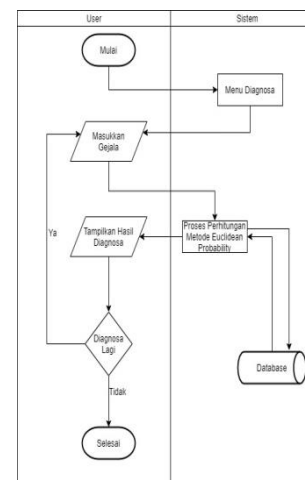 User
Sistem
Mulai
Menu Diagnosa
Masukkan
Gejala
Ya
Tampilkan Hasil
Diagnosa
Proses Perhitungan
Metode Euclidean
Probability
Diagnosa
Lagi
Database
Tidak
Selesai